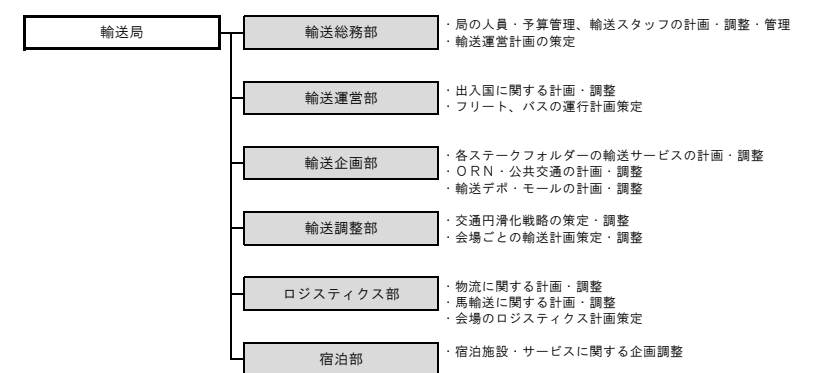 輸送局
輸送総務部
・局の人員・予算管理、輸送スタッフの計画・調整・管理
・輸送運営計画の策定
輸送運営部
・出入国に関する計画・調整
・フリート、バスの運行計画策定
輸送企画部
・各ステークフォルダーの輸送サービスの計画・調整
・ＯＲＮ・公共交通の計画・調整
・輸送デポ・モールの計画・調整
輸送調整部
・交通円滑化戦略の策定・調整
・会場ごとの輸送計画策定・調整
ロジスティクス部
・物流に関する計画・調整
・馬輸送に関する計画・調整
・会場のロジスティクス計画策定
宿泊部
・宿泊施設・サービスに関する企画調整